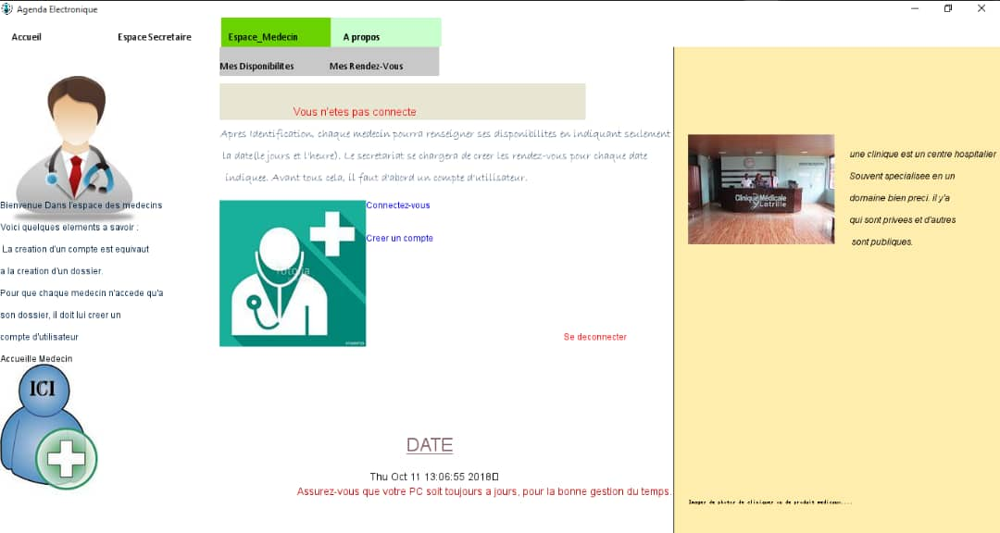 Agenda Electronique
Accueil
Espace Secretaire
Espace_Medecin
A propos
Mes Disponibilites
Mes Rendez-Vous
Vous n'etes pas connecte
Apres Identification, chaque medecin pourra renseigner ses disponibilites en indiquant seulement
la date(le jours et l'heure). Le secretariat se chargera de creer les rendez-vous pour chaque date
indiquee. Avant tous cela, il faut d'abord un compte d'utilisateur.
Bienvenue Dans l'espace des medecins
Voici quelques elements a savoir :
La creation d'un compte est equivaut
a la creation d'un dossier.
Pour que chaque medecin n'accede qu'a
son dossier, il doit lui creer un
compte d'utilisateur
Accueille Medecin
ICI
Connectez-vous
Creer un compte
fotolia
Se deconnecter
DATE
Thu Oct 11 13:06:55 2018
Assurez-vous que votre PC soit toujours a jours, pour la bonne gestion du temps.
Clinique Médicale
Latrille
une clinique est un centre hospitalier
Souvent specialisee en un
domaine bien preci. il y'a
qui sont privees et d'autres
sont publiques.
Images de photos de cliniques ou de produit medicaux....